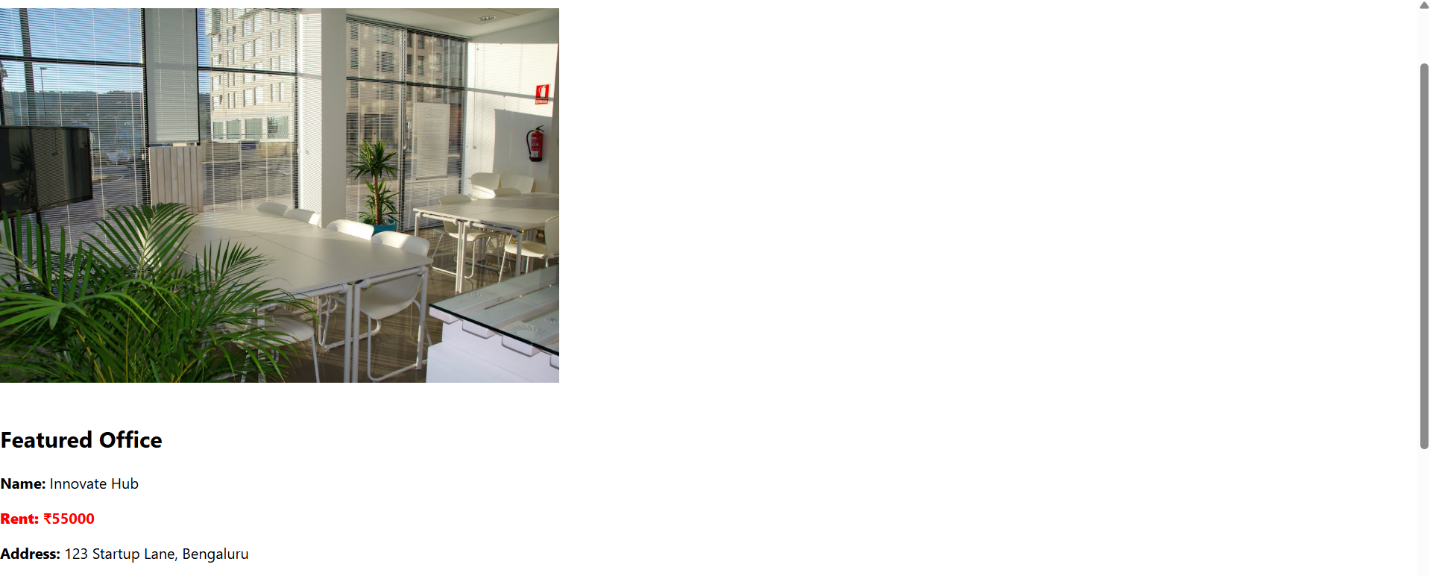 Featured Office
Name: Innovate Hub
Rent: ₹55000
Address: 123 Startup Lane, Bengaluru